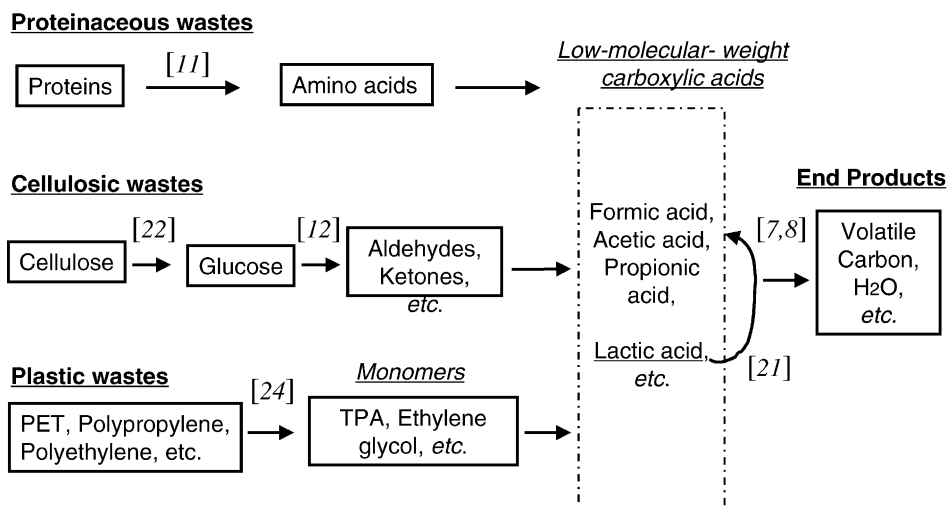 Proteinaceous wastes
[11]
Proteins
Amino acids
Low-molecular- weight
carboxylic acids
Cellulosic wastes
[22]
[12]
Cellulose
Glucose
Aldehydes,
Ketones,
etc.
Formic acid,
Acetic acid,
Propionic
acid,
Lactic acid,
etc.
[7,8]
[21]
End Products
Volatile
Carbon,
H2O,
etc.
Plastic wastes
[24]
Monomers
PET, Polypropylene,
Polyethylene, etc.
TPA, Ethylene
glycol, etc.